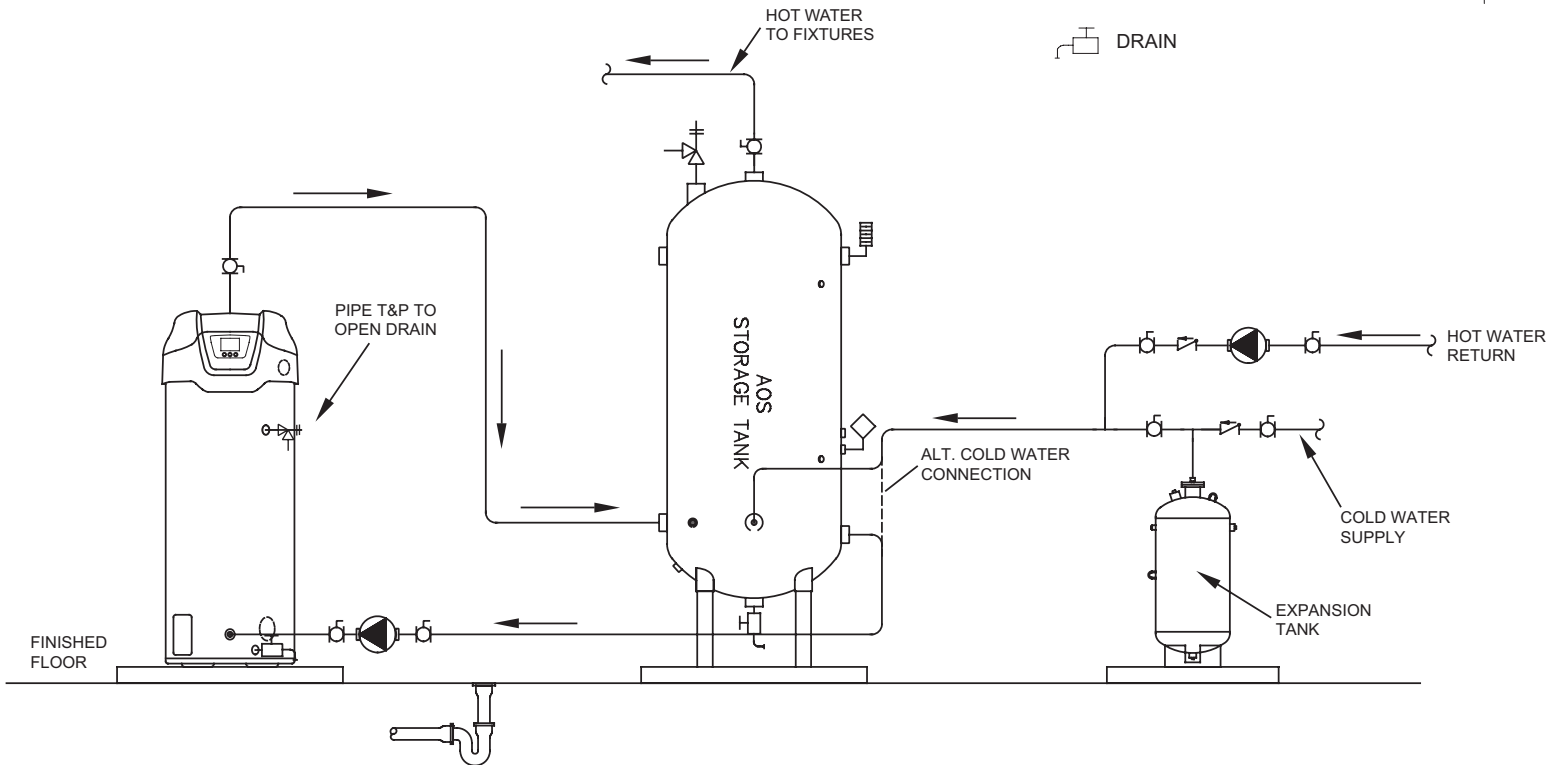 HOT WATER
TO FIXTURES
DRAIN
PIPE T&P TO
OPEN DRAIN
HOT WATER
RETURN
AOS
STORAGE TANK
ALT. COLD WATER
CONNECTION
COLD WATER
SUPPLY
EXPANSION
TANK
FINISHED
FLOOR